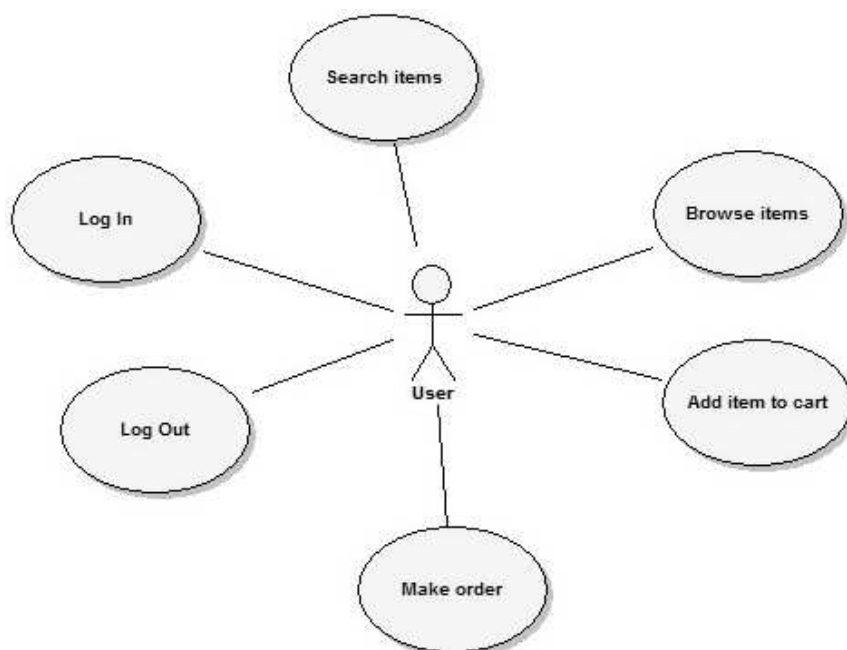 Search items
Log In
Browse items
User
Add item to cart
Log Out
Make order